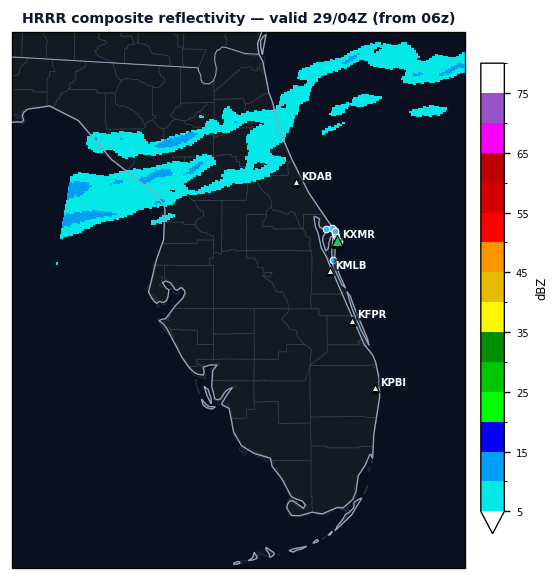 HRRR composite reflectivity — valid 29/04Z (from 06z)
KDAB
KXMR
KMLB
KFPR
KPBI
75
65
55
45
35
25
15
5
dBZ